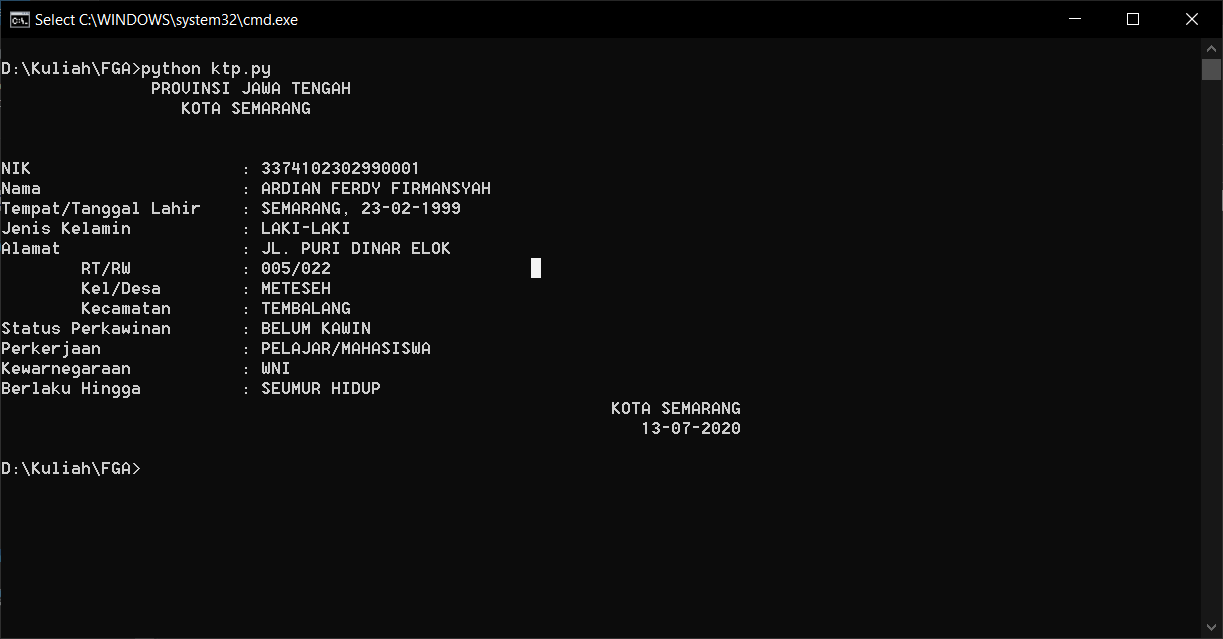 Select C:\WINDOWS\system32\cmd.exe
D:\Kuliah\FGA>python ktp.py
PROVINSI JAWA TENGAH
KOTA SEMARANG
NIK : 3374102302990001
Nama : ARDIAN FERDY FIRMANSYAH
Tempat/Tanggal Lahir : SEMARANG, 23-02-1999
Jenis Kelamin : LAKI-LAKI
Alamat : JL. PURI DINAR ELOK
RT/RW : 005/022
Kel/Desa : METESEH
Kecamatan : TEMBALANG
Status Perkawinan : BELUM KAWIN
Perkerjaan : PELAJAR/MAHASISWA
Kewarnegaraan : WNI
Berlaku Hingga : SEUMUR HIDUP
KOTA SEMARANG
13-07-2020
D:\Kuliah\FGA>